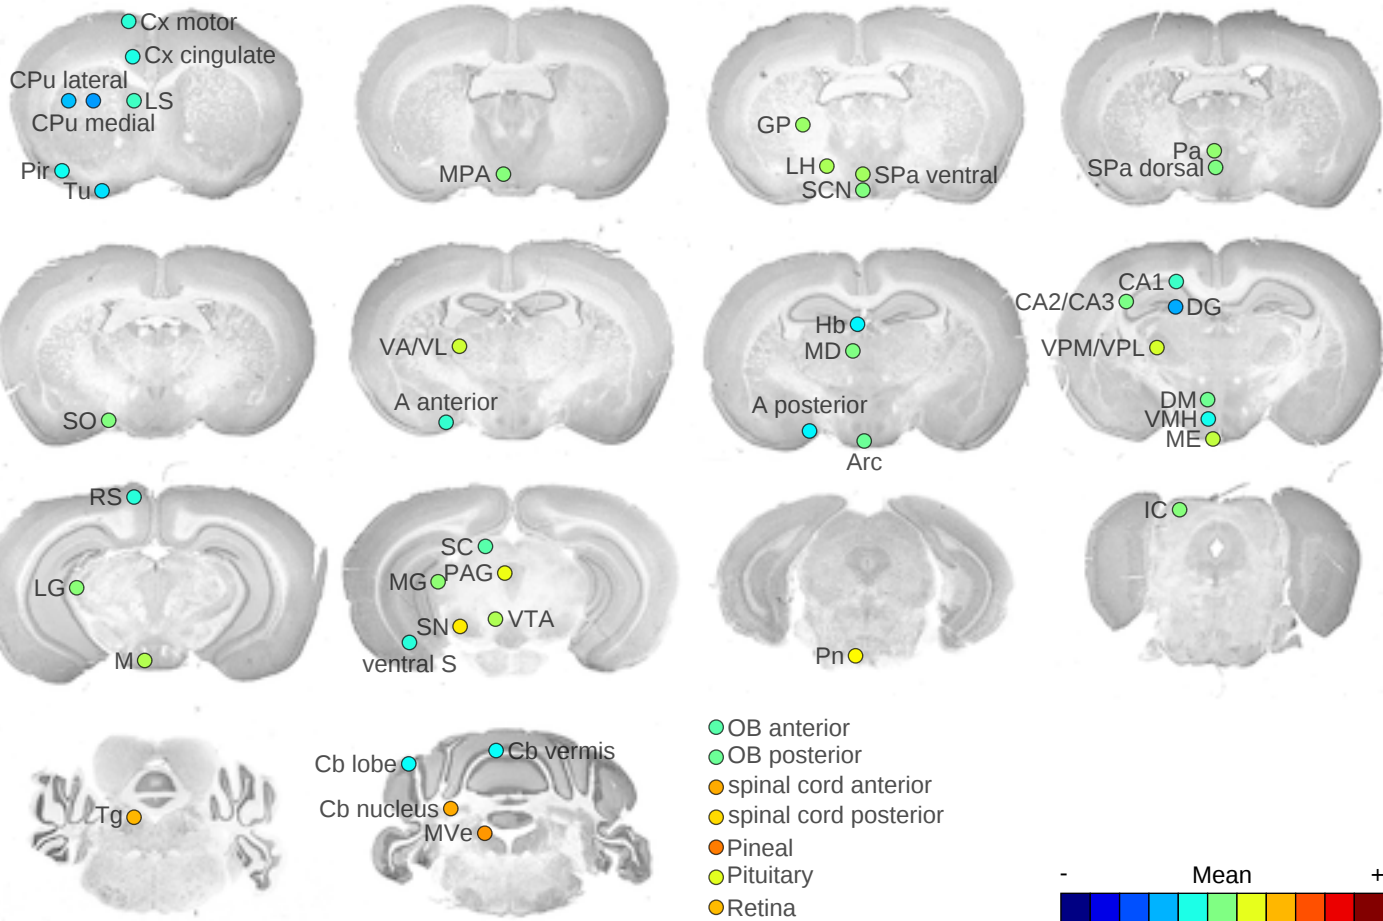 Cx motor
Cx cingulate
CPu lateral
LS
CPu medial
Pir
Tu
MPA
GP
LH
SPa ventral
SCN
Pa
SPa dorsal
SO
VA/VL
A anterior
Hb
MD
A posterior
Arc
CA1
CA2/CA3
DG
VPM/VPL
DM
VMH
ME
RS
LG
M
SC
PAG
MG
VTA
SN
ventral S
Pn
IC
Tg
Cb vermis
Cb lobe
Cb nucleus
MVe
OB anterior
OB posterior
spinal cord anterior
spinal cord posterior
Pineal
Pituitary
Retina
- Mean +